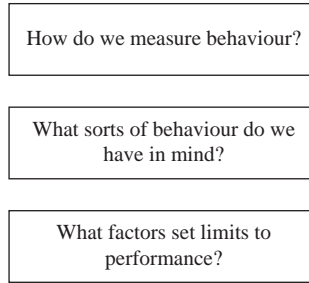 How do we measure behaviour?
What sorts of behaviour do we
have in mind?
What factors set limits to
performance?